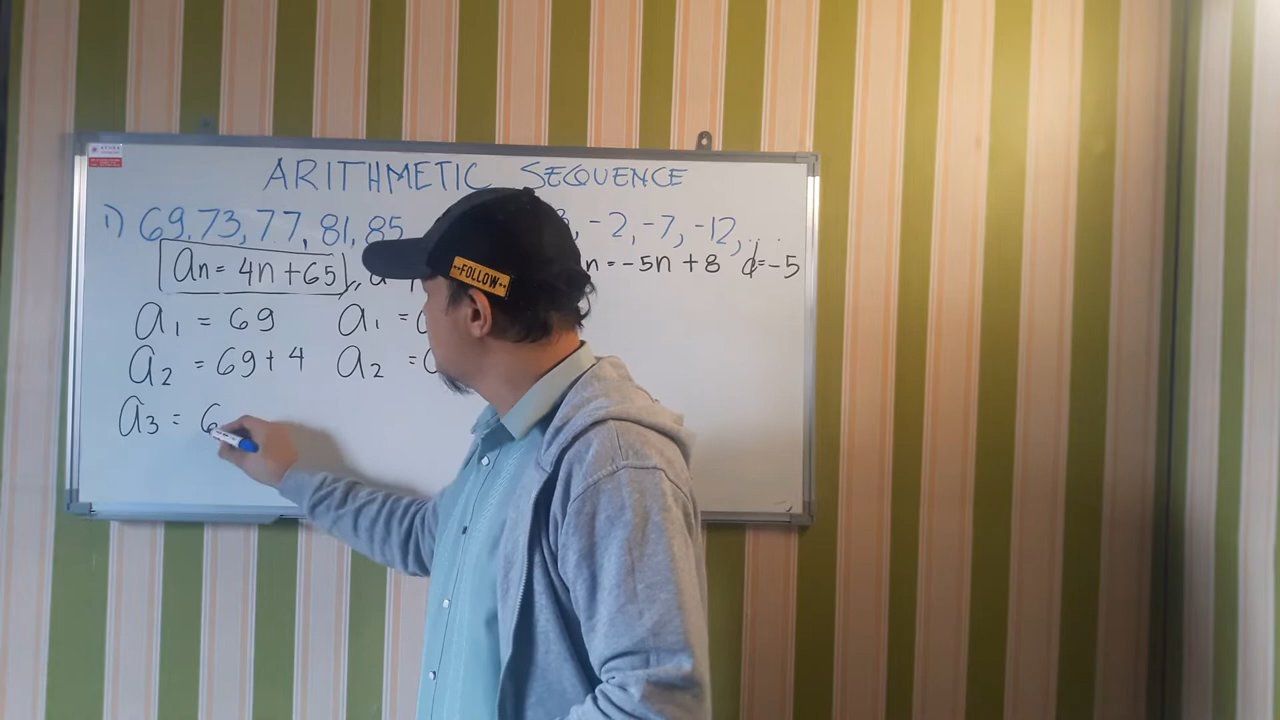 ARITHMETIC SEQUENCE
1) 69, 73, 77, 81, 85
, -2, -7, -12, ...
an = 4n + 65
n = -5n + 8 d = -5
a1 = 69
a1 =
a2 = 69 + 4
a2 =
a3 = 6
FOLLOW